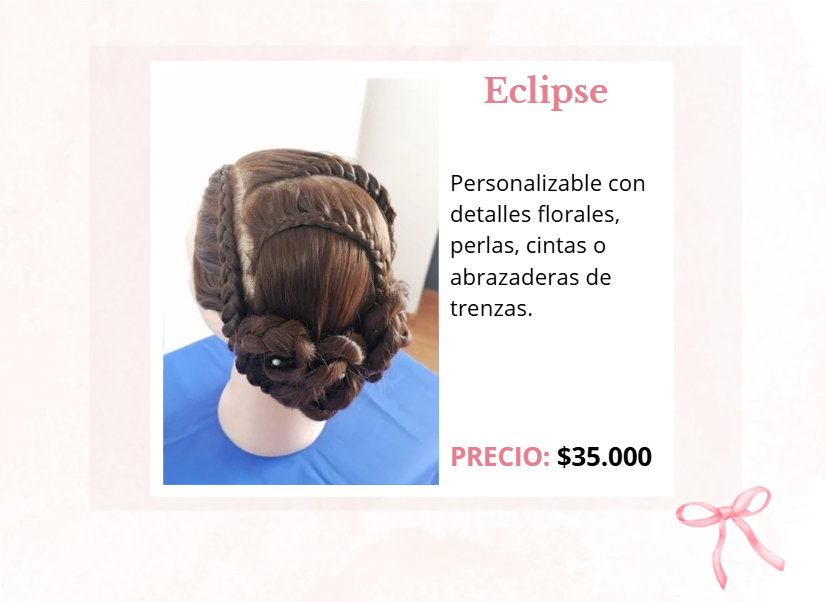 Eclipse
Personalizable con
detalles florales,
perlas, cintas o
abrazaderas de
trenzas.
PRECIO: $35.000